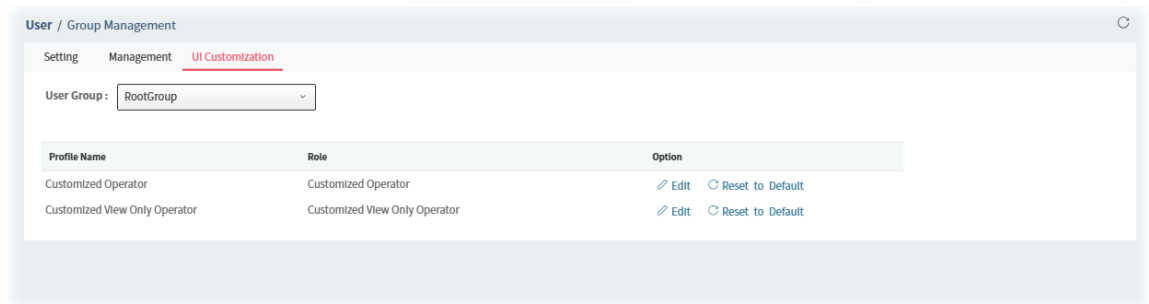 User / Group Management
Setting Management UI Customization
User Group : RootGroup
Profile Name Role Option
Customized Operator Customized Operator Edit Reset to Default
Customized View Only Operator Customized View Only Operator Edit Reset to Default